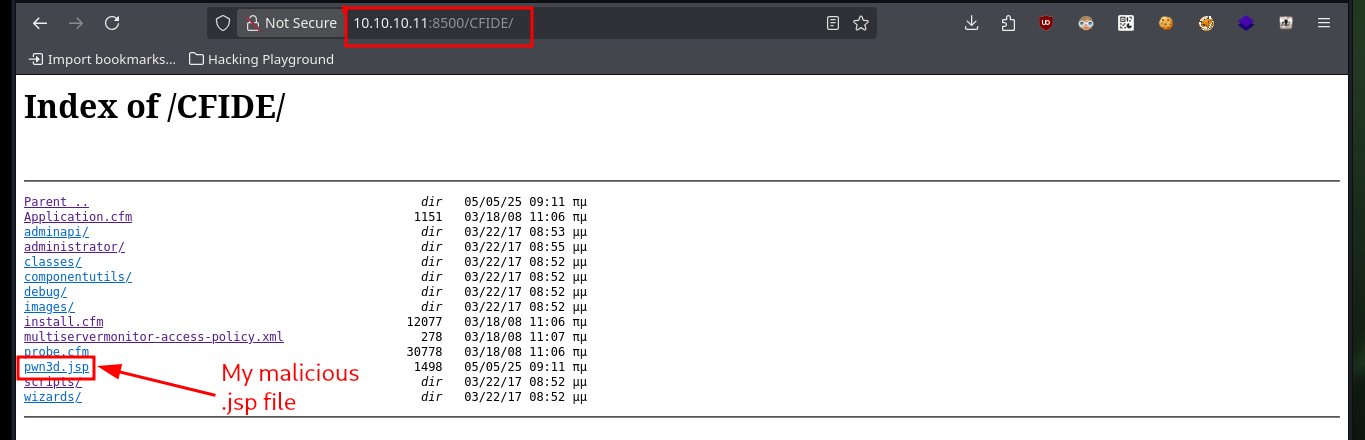 Not Secure 10.10.10.11:8500/CFIDE/
Import bookmarks... Hacking Playground
Index of /CFIDE/
Parent .. dir 05/05/25 09:11 πμ
Application.cfm 1151 03/18/08 11:06 πμ
adminapi/ dir 03/22/17 08:53 μμ
administrator/ dir 03/22/17 08:55 μμ
classes/ dir 03/22/17 08:52 μμ
componentutils/ dir 03/22/17 08:52 μμ
debug/ dir 03/22/17 08:52 μμ
images/ dir 03/22/17 08:52 μμ
install.cfm 12077 03/18/08 11:06 πμ
multiservermonitor-access-policy.xml 278 03/18/08 11:07 πμ
probe.cfm 30778 03/18/08 11:06 πμ
pwn3d.jsp 1498 05/05/25 09:11 πμ
scripts/ dir 03/22/17 08:52 μμ
wizards/ dir 03/22/17 08:52 μμ
My malicious
.jsp file